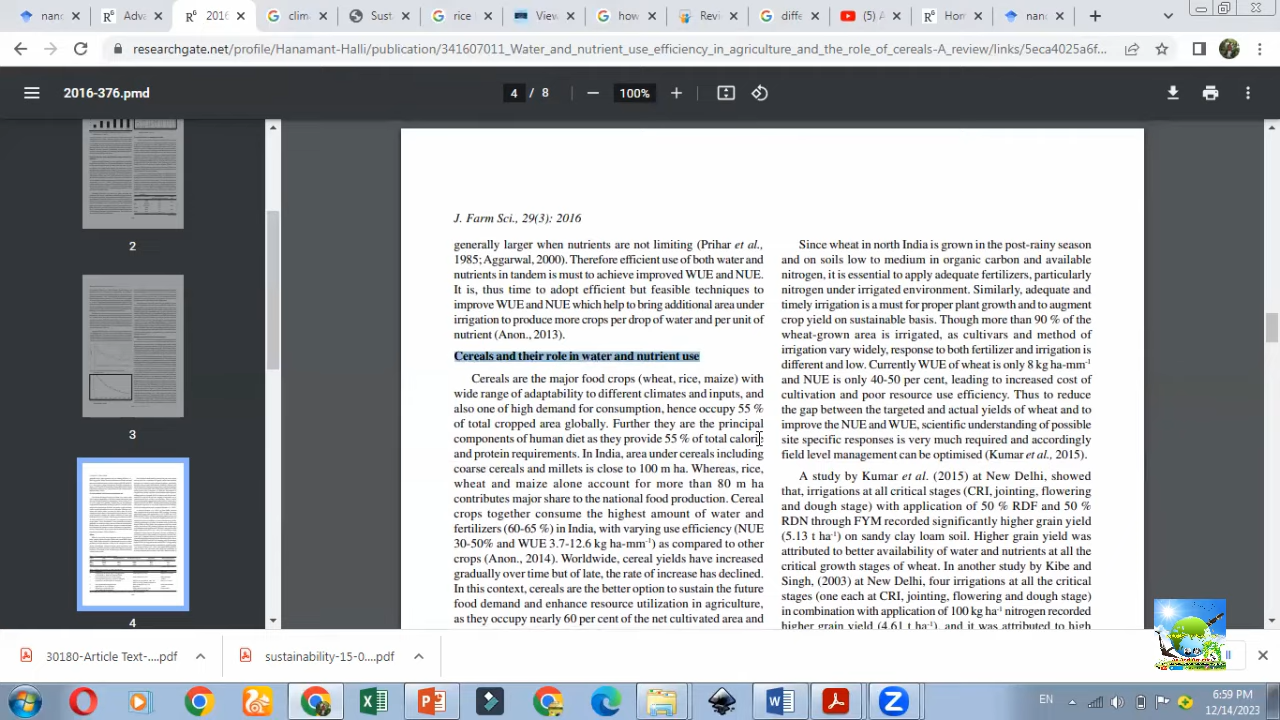 nano
Adva
2016
clim
Sust
rice
View
how
Revi
diffe
(5) A
Hom
nano
researchgate.net/profile/Hanamant-Halli/publication/341607011_Water_and_nutrient_use_efficiency_in_agriculture_and_the_role_of_cereals-A_review/links/5eca4025a6f...
2016-376.pmd
4 / 8
100%
2
3
4
J. Farm Sci., 29(3): 2016
generally larger when nutrients are not limiting (Prihar et al.,
1985; Aggarwal, 2000). Therefore efficient use of both water and
nutrients in tandem is must to achieve improved WUE and NUE.
It is, thus time to adopt efficient but feasible techniques to
improve WUE and NUE which help to bring additional area under
irrigation to produce more crops per drop of water and per unit of
nutrient (Anon., 2013).
Cereals and their role in water and nutrient use
Cereals are the major food crops (wheat, rice, maize) with
wide range of adaptability to different climates and inputs, and
also one of high demand for consumption, hence occupy 55 %
of total cropped area globally. Further they are the principal
components of human diet as they provide 55 % of total calorie
and protein requirements. In India, area under cereals including
coarse cereals and millets is close to 100 m ha. Whereas, rice,
wheat and maize alone account for more than 80 m ha
contributes major share to the national food production. Cereal
crops together consume the highest amount of water and
fertilizers (60-65 %) in India, with varying use efficiency (NUE
30-50% and WUE 3.7-12.6 kg ha-mm⁻¹) as compared to other
crops (Anon., 2014). Worldwide, cereal yields have increased
gradually over time but of late, the rate of increase has declined.
In this context, cereals are the better option to sustain the future
food demand and enhance resource utilization in agriculture,
as they occupy nearly 60 per cent of the net cultivated area and
Since wheat in north India is grown in the post-rainy season
and on soils low to medium in organic carbon and available
nitrogen, it is essential to apply adequate fertilizers, particularly
nitrogen under irrigated environment. Similarly, adequate and
timely irrigation is a must for proper plant growth and to augment
crop yield on sustainable basis. Though more than 90 % of the
wheat-grown area is irrigated, as cultivars and method of
irrigation vary widely, response to both fertilizer and irrigation is
different and low. Currently WUE of wheat is only 8 kg ha-mm⁻¹
and NUE is only 40-50 per cent, leading to increased cost of
cultivation and poor resource use efficiency. Thus to reduce
the gap between the targeted and actual yields of wheat and to
improve the NUE and WUE, scientific understanding of possible
site specific responses is very much required and accordingly
field level management can be optimised (Kumar et al., 2015).
A study by Kumar et al. (2015) at New Delhi, showed
that, irrigations at all critical stages (CRI, jointing, flowering
and dough stage) with application of 50 % RDF and 50 %
RDN through FYM recorded significantly higher grain yield
(5.13 t ha⁻¹) on sandy clay loam soil. Higher grain yield was
attributed to better availability of water and nutrients at all the
critical growth stages of wheat. In another study by Kibe and
Singh, (2003) at New Delhi, four irrigations at all the critical
stages (one each at CRI, jointing, flowering and dough stage)
in combination with application of 100 kg ha⁻¹ nitrogen recorded
higher grain yield (4.61 t ha⁻¹), and it was attributed to high
30180-Article Text-....pdf
sustainability-15-0....pdf
EN
6:59 PM
12/14/2023